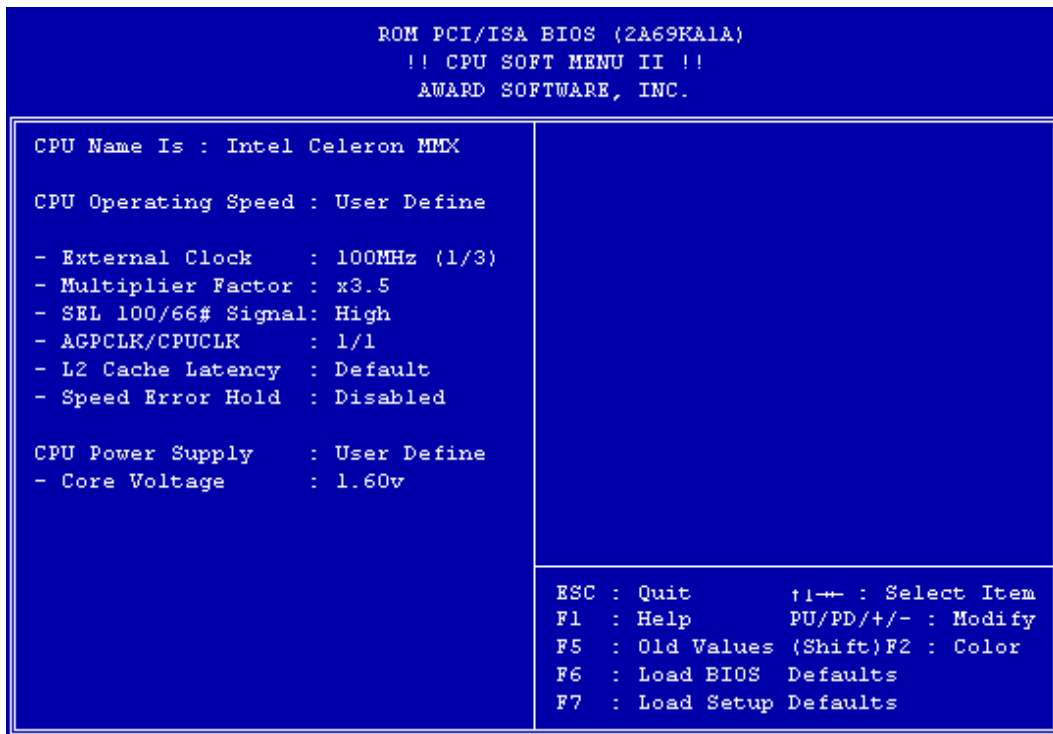 ROM PCI/ISA BIOS (2A69KA1A)
!! CPU SOFT MENU II !!
AWARD SOFTWARE, INC.
CPU Name Is : Intel Celeron MMX
CPU Operating Speed : User Define
- External Clock : 100MHz (1/3)
- Multiplier Factor : x3.5
- SEL 100/66# Signal: High
- AGPCLK/CPUCLK : 1/1
- L2 Cache Latency : Default
- Speed Error Hold : Disabled
CPU Power Supply : User Define
- Core Voltage : 1.60v
ESC : Quit ↑↓→← : Select Item
F1 : Help PU/PD/+/- : Modify
F5 : Old Values (Shift)F2 : Color
F6 : Load BIOS Defaults
F7 : Load Setup Defaults